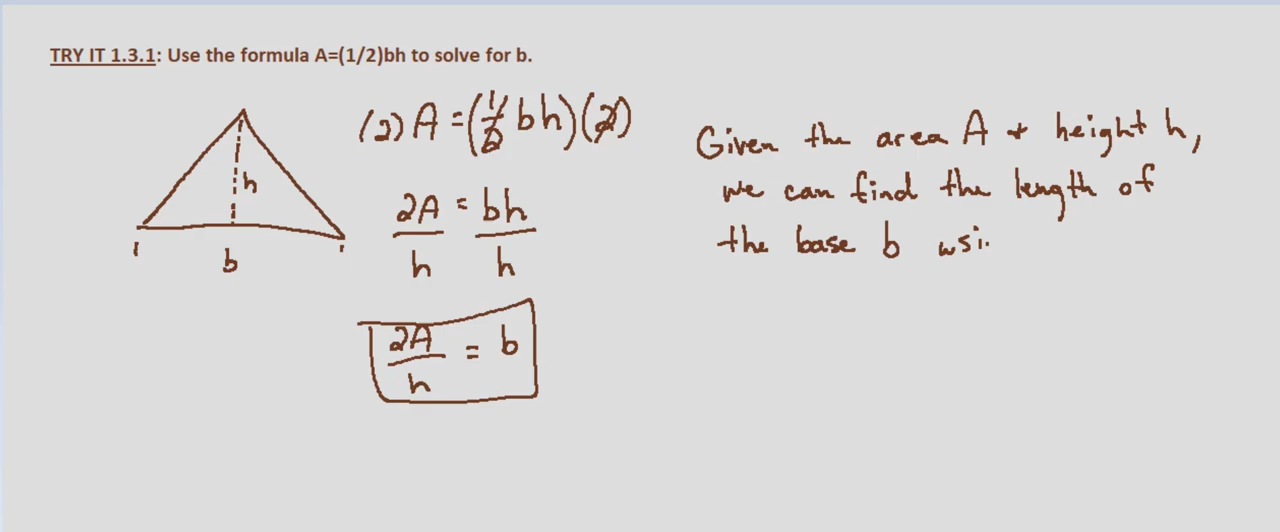 TRY IT 1.3.1: Use the formula A=(1/2)bh to solve for b.
(2) A = (1/2 bh)(2)
h
2A/h = bh/h
b
2A/h = b
Given the area A + height h,
we can find the length of
the base b usi